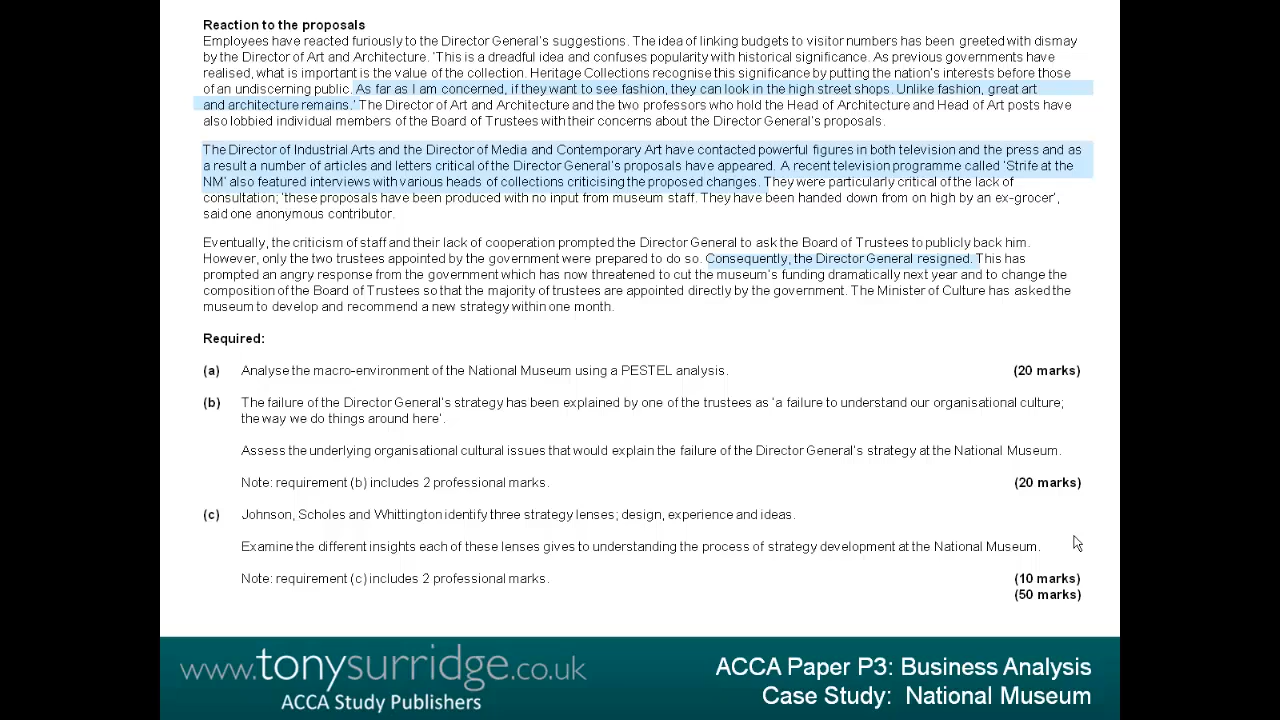 Reaction to the proposals
Employees have reacted furiously to the Director General's suggestions. The idea of linking budgets to visitor numbers has been greeted with dismay
by the Director of Art and Architecture. 'This is a dreadful idea and confuses popularity with historical significance. As previous governments have
realised, what is important is the value of the collection. Heritage Collections recognise this significance by putting the nation's interests before those
of an undiscerning public. As far as I am concerned, if they want to see fashion, they can look in the high street shops. Unlike fashion, great art
and architecture remains.' The Director of Art and Architecture and the two professors who hold the Head of Architecture and Head of Art posts have
also lobbied individual members of the Board of Trustees with their concerns about the Director General's proposals.
The Director of Industrial Arts and the Director of Media and Contemporary Art have contacted powerful figures in both television and the press and as
a result a number of articles and letters critical of the Director General's proposals have appeared. A recent television programme called 'Strife at the
NM' also featured interviews with various heads of collections criticising the proposed changes. They were particularly critical of the lack of
consultation; 'these proposals have been produced with no input from museum staff. They have been handed down from on high by an ex-grocer',
said one anonymous contributor.
Eventually, the criticism of staff and their lack of cooperation prompted the Director General to ask the Board of Trustees to publicly back him.
However, only the two trustees appointed by the government were prepared to do so. Consequently, the Director General resigned. This has
prompted an angry response from the government which has now threatened to cut the museum's funding dramatically next year and to change the
composition of the Board of Trustees so that the majority of trustees are appointed directly by the government. The Minister of Culture has asked the
museum to develop and recommend a new strategy within one month.
Required:
(a) Analyse the macro-environment of the National Museum using a PESTEL analysis. (20 marks)
(b) The failure of the Director General's strategy has been explained by one of the trustees as 'a failure to understand our organisational culture;
the way we do things around here'.
Assess the underlying organisational cultural issues that would explain the failure of the Director General's strategy at the National Museum.
Note: requirement (b) includes 2 professional marks. (20 marks)
(c) Johnson, Scholes and Whittington identify three strategy lenses; design, experience and ideas.
Examine the different insights each of these lenses gives to understanding the process of strategy development at the National Museum.
Note: requirement (c) includes 2 professional marks. (10 marks)
(50 marks)
www.tonysurridge.co.uk
ACCA Study Publishers
ACCA Paper P3: Business Analysis
Case Study: National Museum